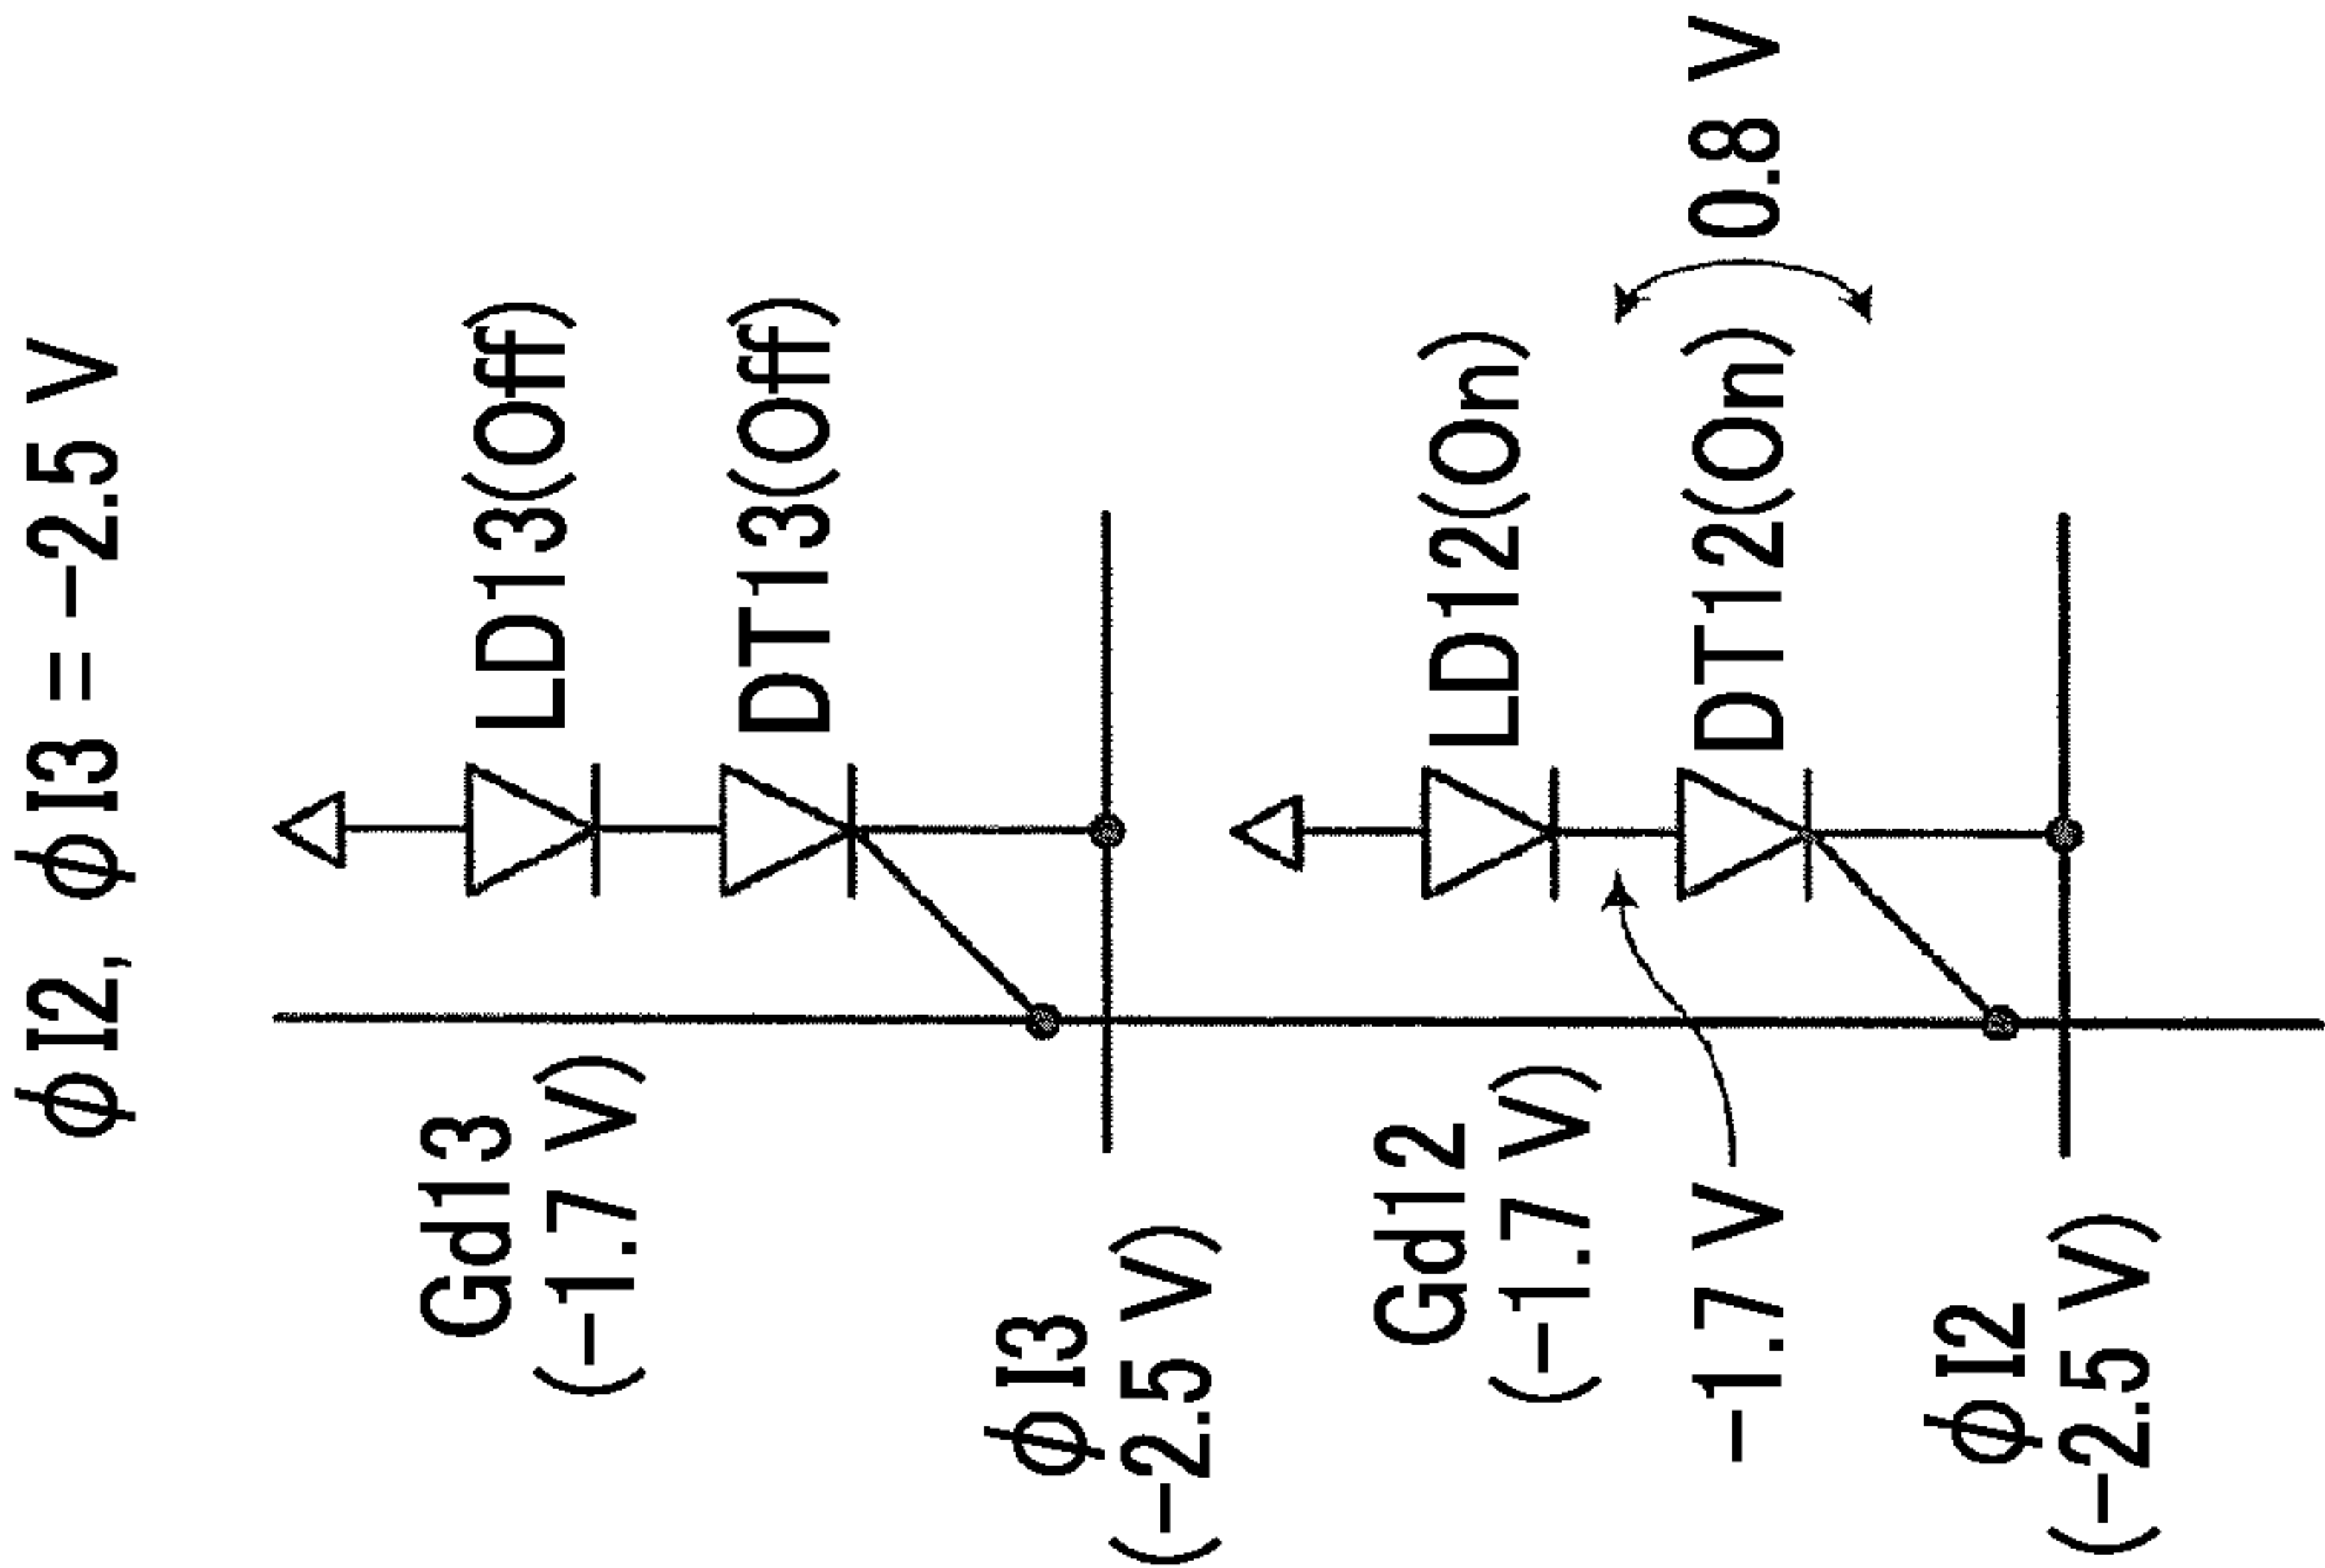 ϕI2, ϕI3 = -2.5 V
LD13(Off)
DT13(Off)
Gd13
(-1.7 V)
ϕI3
(-2.5 V)
LD12(On)
DT12(On)
0.8 V
Gd12
(-1.7 V)
-1.7 V
ϕI2
(-2.5 V)